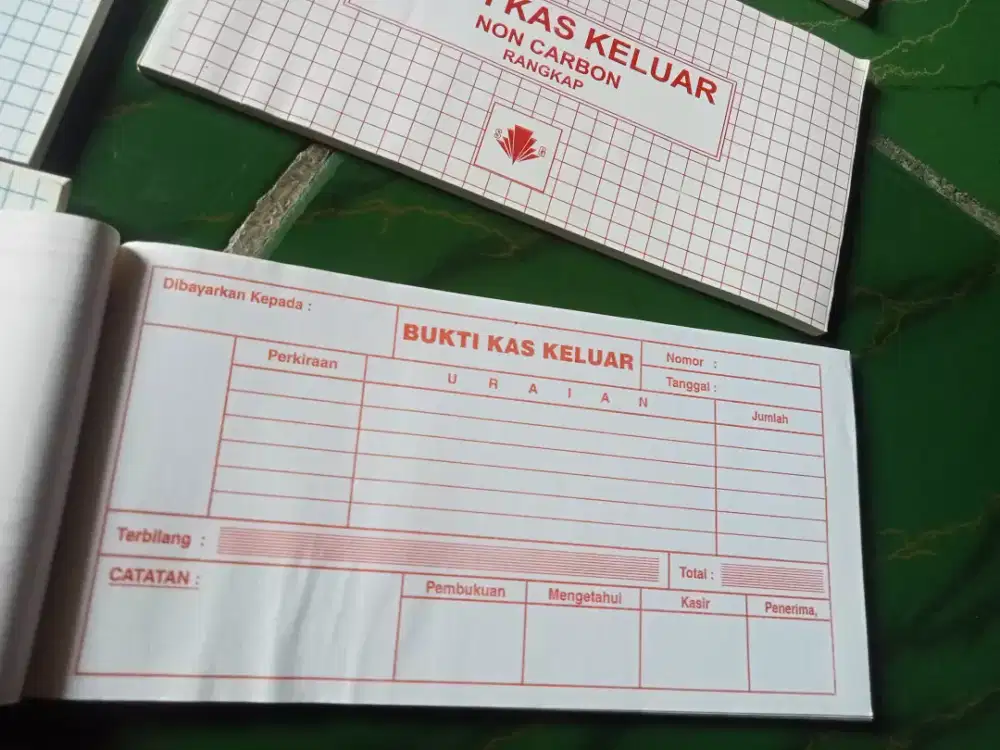 KAS KELUAR
NON CARBON
RANGKAP
S G
Dibayarkan Kepada :
BUKTI KAS KELUAR
Nomor :
Tanggal :
Perkiraan
U R A I A N
Jumlah
Terbilang :
Total :
CATATAN :
Pembukuan
Mengetahui
Kasir
Penerima,